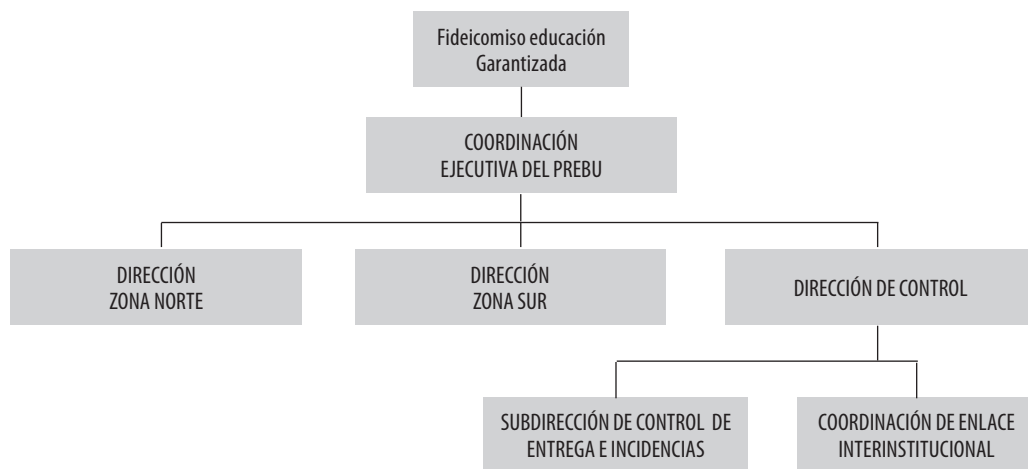 Fideicomiso educación
Garantizada
COORDINACIÓN
EJECUTIVA DEL PREBU
DIRECCIÓN
ZONA NORTE
DIRECCIÓN
ZONA SUR
DIRECCIÓN DE CONTROL
SUBDIRECCIÓN DE CONTROL DE
ENTREGA E INCIDENCIAS
COORDINACIÓN DE ENLACE
INTERINSTITUCIONAL